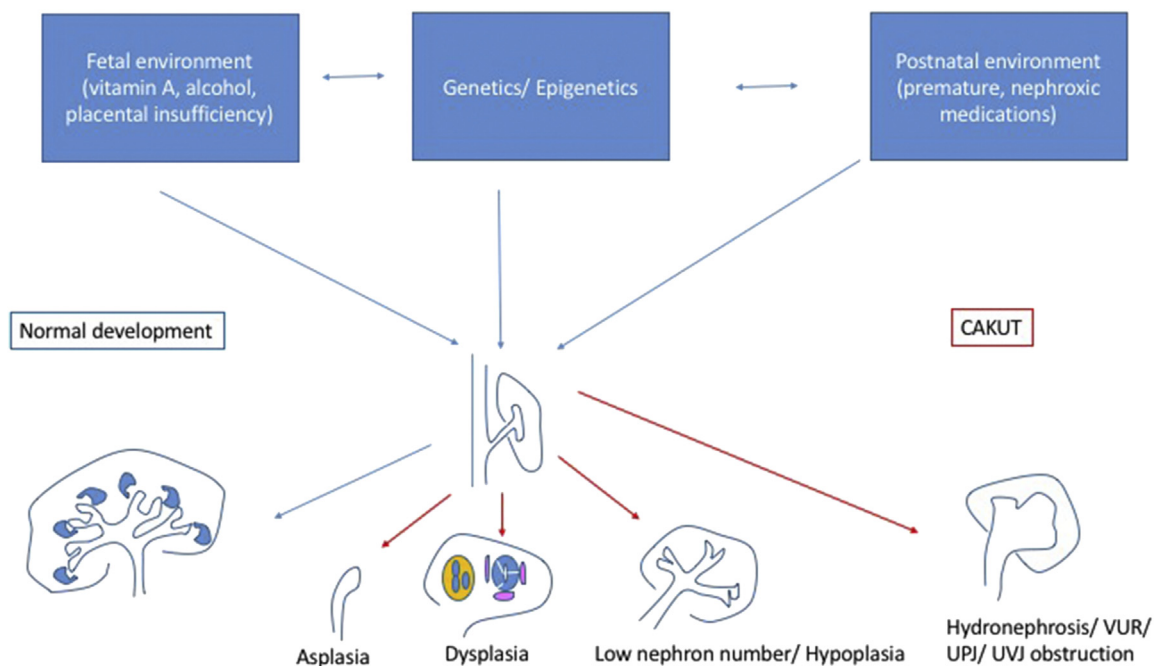 Fetal environment
(vitamin A, alcohol,
placental insufficiency)
Genetics/ Epigenetics
Postnatal environment
(premature, nephroxic
medications)
Normal development
CAKUT
Asplasia
Dysplasia
Low nephron number/ Hypoplasia
Hydronephrosis/ VUR/
UPJ/ UVJ obstruction